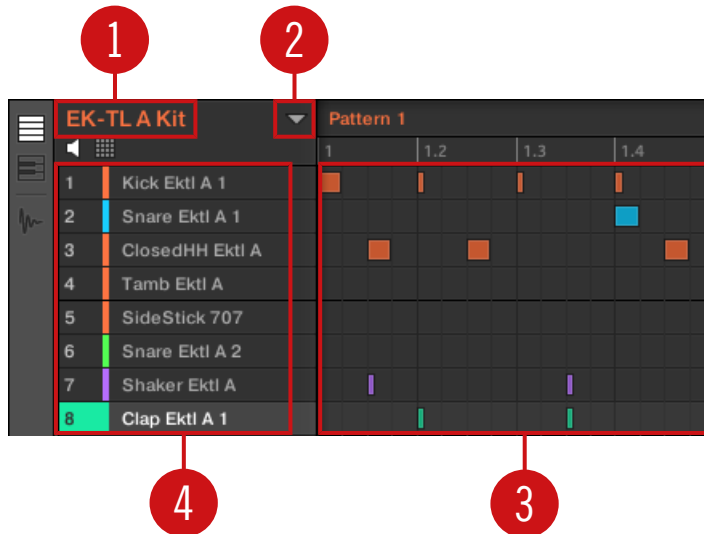 1 2
EK-TL A Kit Pattern 1
1 1.2 1.3 1.4
1 Kick Ektl A 1
2 Snare Ektl A 1
3 ClosedHH Ektl A
4 Tamb Ektl A
5 SideStick 707
6 Snare Ektl A 2
7 Shaker Ektl A
8 Clap Ektl A 1
4 3